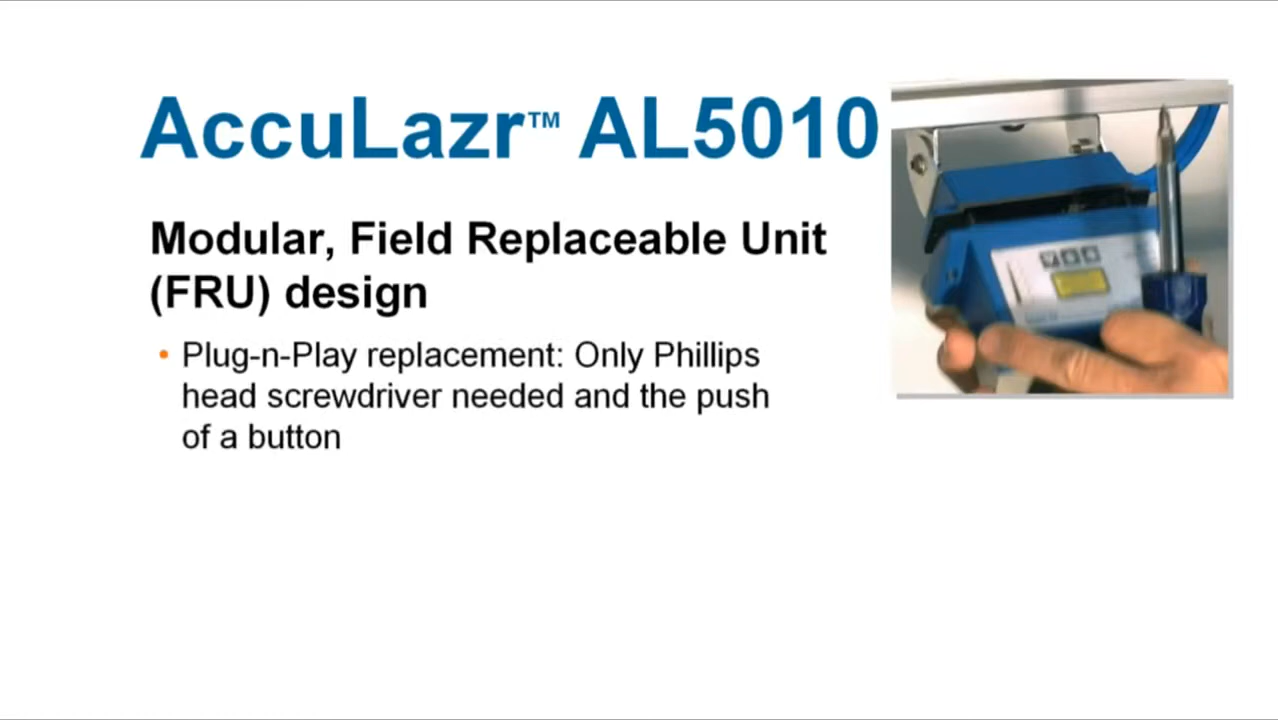 AccuLazr™ AL5010
Modular, Field Replaceable Unit
(FRU) design
• Plug-n-Play replacement: Only Phillips
head screwdriver needed and the push
of a button